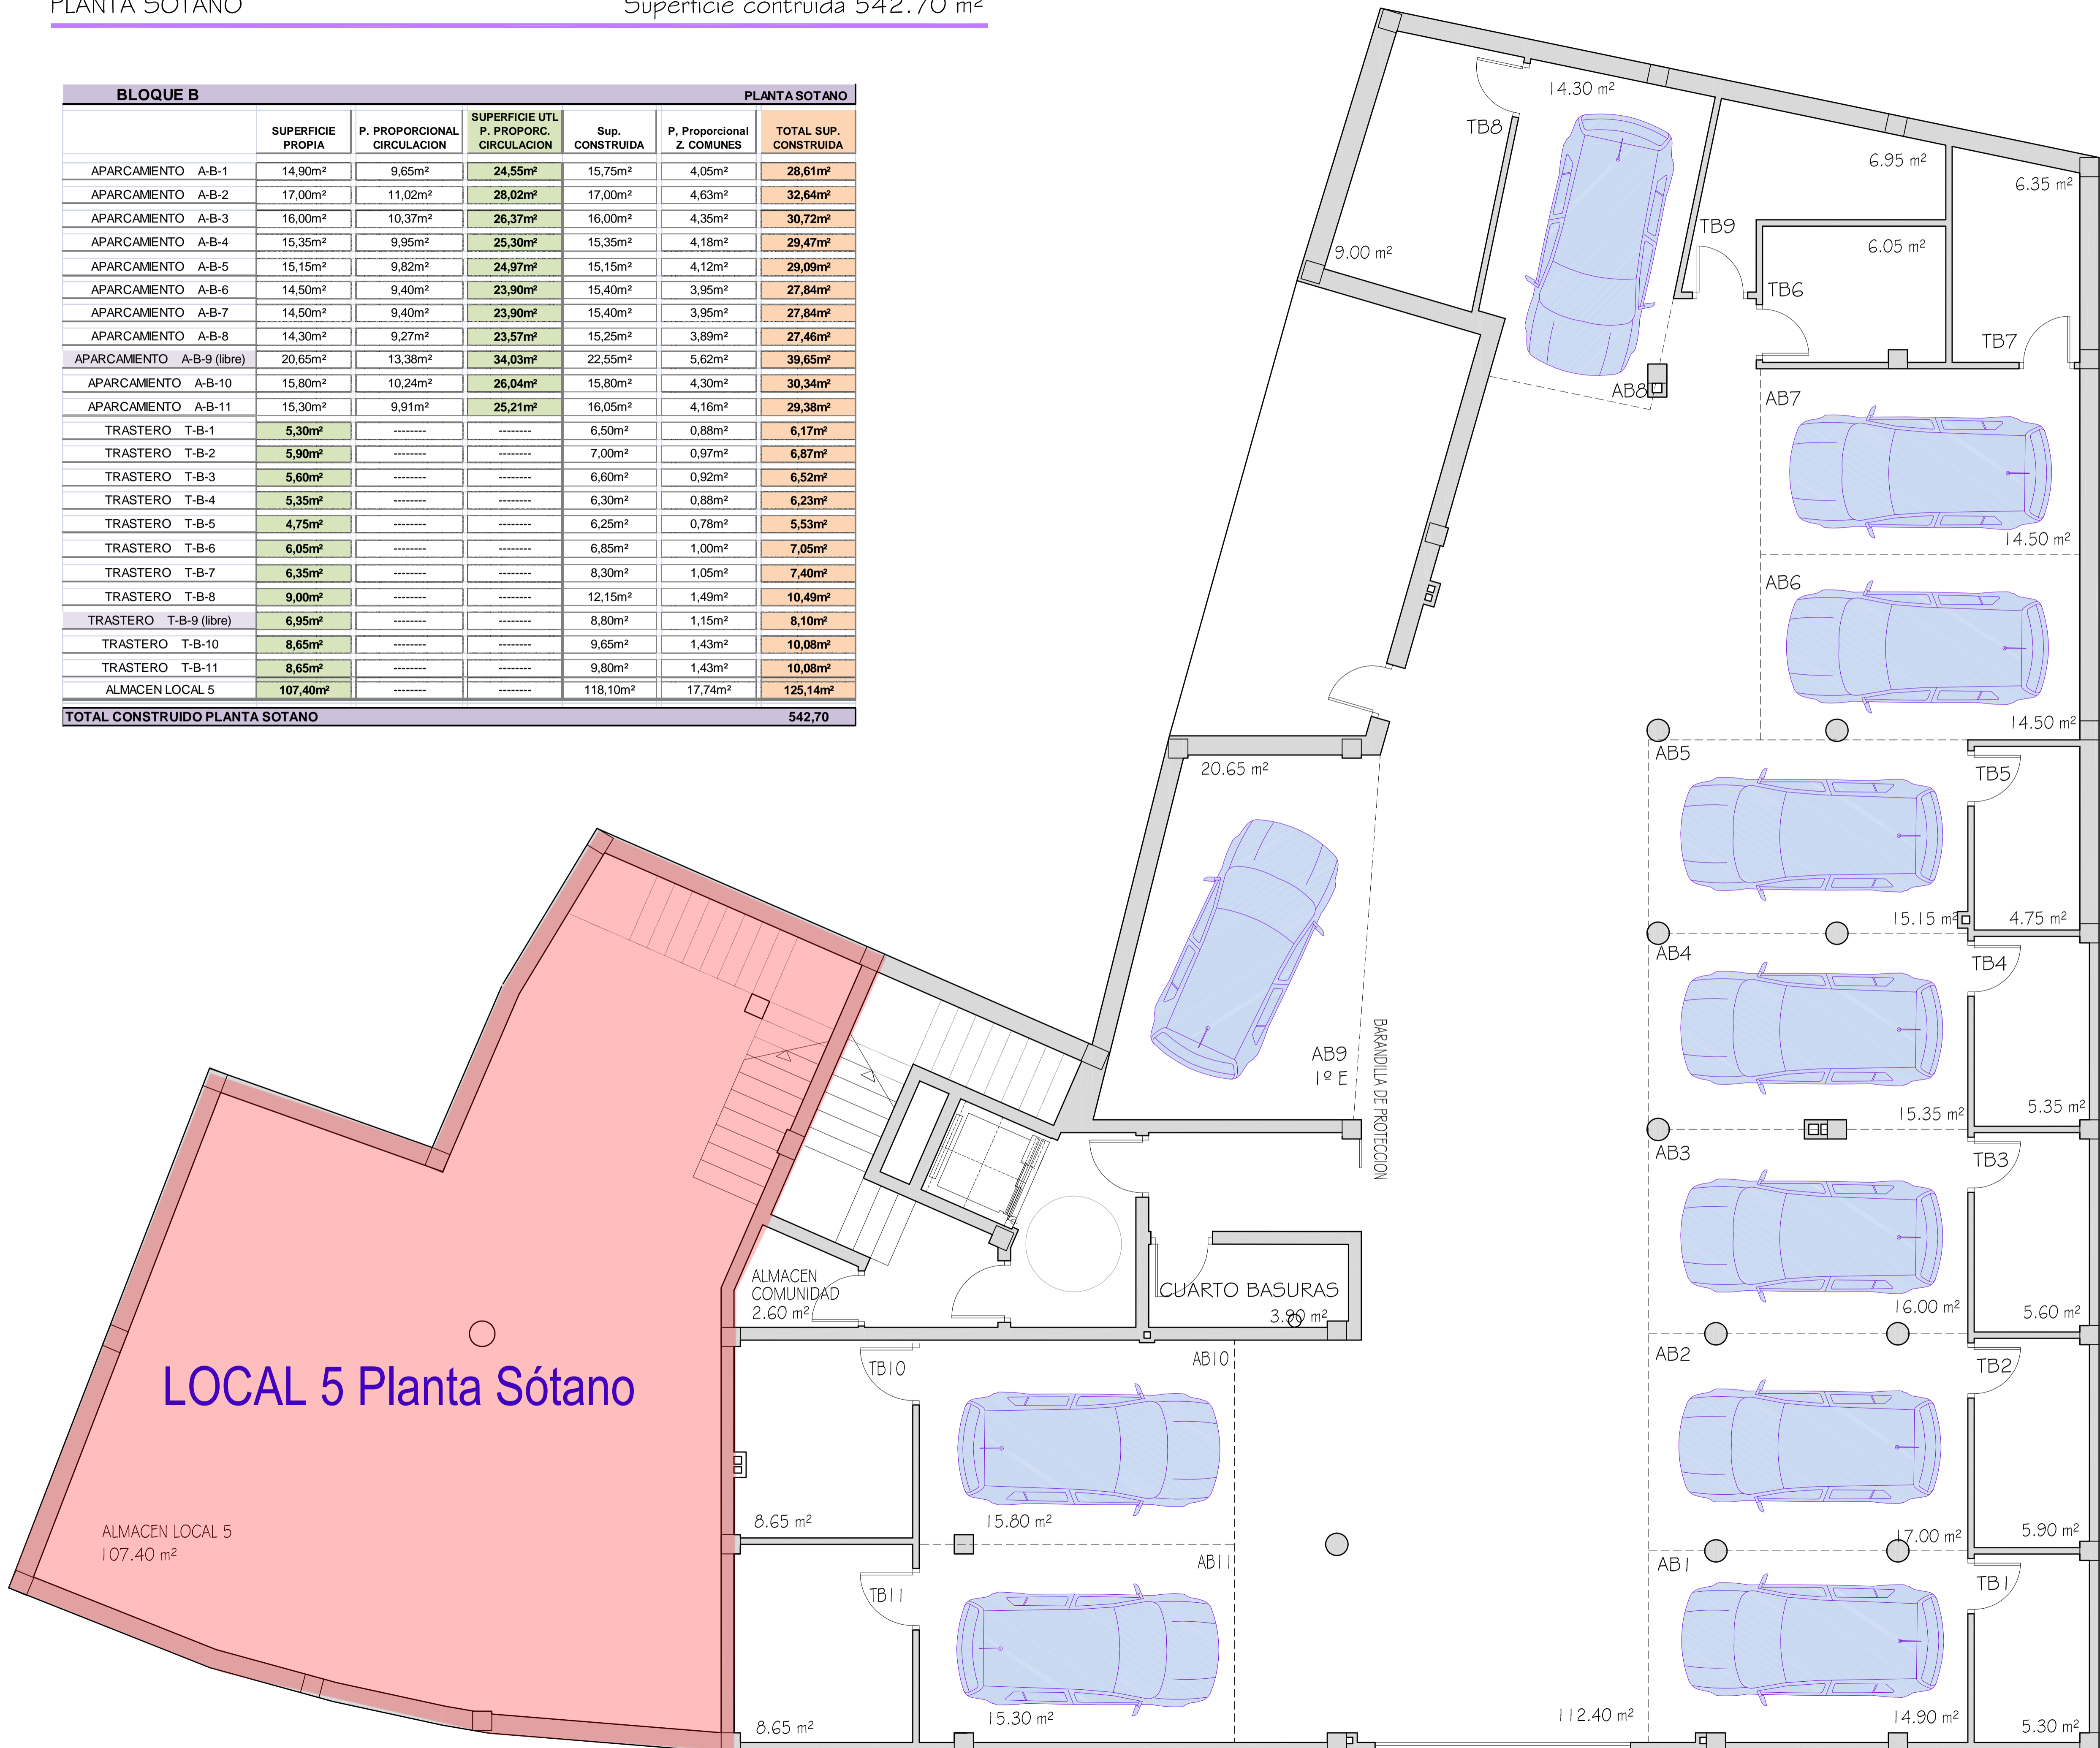 PLANTA SOTANO Superficie contruida 542.70 m²
BLOQUE B PLANTA SOTANO
SUPERFICIE PROPIA P. PROPORCIONAL CIRCULACION SUPERFICIE UTL P. PROPORC. CIRCULACION Sup. CONSTRUIDA P, Proporcional Z. COMUNES TOTAL SUP. CONSTRUIDA
APARCAMIENTO A-B-1 14,90m² 9,65m² 24,55m² 15,75m² 4,05m² 28,61m²
APARCAMIENTO A-B-2 17,00m² 11,02m² 28,02m² 17,00m² 4,63m² 32,64m²
APARCAMIENTO A-B-3 16,00m² 10,37m² 26,37m² 16,00m² 4,35m² 30,72m²
APARCAMIENTO A-B-4 15,35m² 9,95m² 25,30m² 15,35m² 4,18m² 29,47m²
APARCAMIENTO A-B-5 15,15m² 9,82m² 24,97m² 15,15m² 4,12m² 29,09m²
APARCAMIENTO A-B-6 14,50m² 9,40m² 23,90m² 15,40m² 3,95m² 27,84m²
APARCAMIENTO A-B-7 14,50m² 9,40m² 23,90m² 15,40m² 3,95m² 27,84m²
APARCAMIENTO A-B-8 14,30m² 9,27m² 23,57m² 15,25m² 3,89m² 27,46m²
APARCAMIENTO A-B-9 (libre) 20,65m² 13,38m² 34,03m² 22,55m² 5,62m² 39,65m²
APARCAMIENTO A-B-10 15,80m² 10,24m² 26,04m² 15,80m² 4,30m² 30,34m²
APARCAMIENTO A-B-11 15,30m² 9,91m² 25,21m² 16,05m² 4,16m² 29,38m²
TRASTERO T-B-1 5,30m² -------- -------- 6,50m² 0,88m² 6,17m²
TRASTERO T-B-2 5,90m² -------- -------- 7,00m² 0,97m² 6,87m²
TRASTERO T-B-3 5,60m² -------- -------- 6,60m² 0,92m² 6,52m²
TRASTERO T-B-4 5,35m² -------- -------- 6,30m² 0,88m² 6,23m²
TRASTERO T-B-5 4,75m² -------- -------- 6,25m² 0,78m² 5,53m²
TRASTERO T-B-6 6,05m² -------- -------- 6,85m² 1,00m² 7,05m²
TRASTERO T-B-7 6,35m² -------- -------- 8,30m² 1,05m² 7,40m²
TRASTERO T-B-8 9,00m² -------- -------- 12,15m² 1,49m² 10,49m²
TRASTERO T-B-9 (libre) 6,95m² -------- -------- 8,80m² 1,15m² 8,10m²
TRASTERO T-B-10 8,65m² -------- -------- 9,65m² 1,43m² 10,08m²
TRASTERO T-B-11 8,65m² -------- -------- 9,80m² 1,43m² 10,08m²
ALMACEN LOCAL 5 107,40m² -------- -------- 118,10m² 17,74m² 125,14m²
TOTAL CONSTRUIDO PLANTA SOTANO 542,70
14.30 m²
TB8
6.95 m²
6.35 m²
TB9
6.05 m²
9.00 m²
TB6
TB7
AB8
AB7
14.50 m²
AB6
14.50 m²
AB5
TB5
20.65 m²
15.15 m²
4.75 m²
AB4
TB4
AB9
1º E
BARANDILLA DE PROTECCION
15.35 m²
5.35 m²
AB3
TB3
ALMACEN
COMUNIDAD
2.60 m²
CUARTO BASURAS
3.90 m²
16.00 m²
5.60 m²
LOCAL 5 Planta Sótano
TB10
AB10
AB2
TB2
ALMACEN LOCAL 5
107.40 m²
8.65 m²
15.80 m²
17.00 m²
5.90 m²
TB11
AB11
AB1
TB1
8.65 m²
15.30 m²
112.40 m²
14.90 m²
5.30 m²